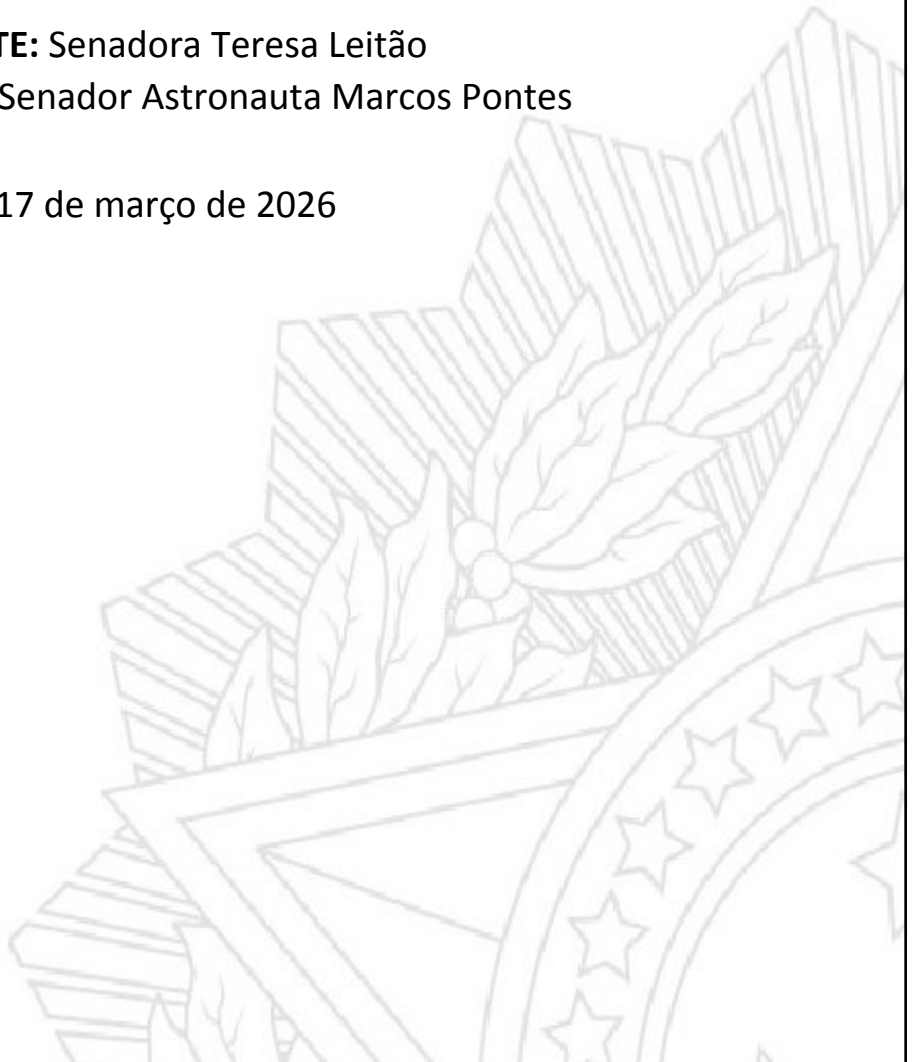 TE: Senadora Teresa Leitão
Senador Astronauta Marcos Pontes
17 de março de 2026